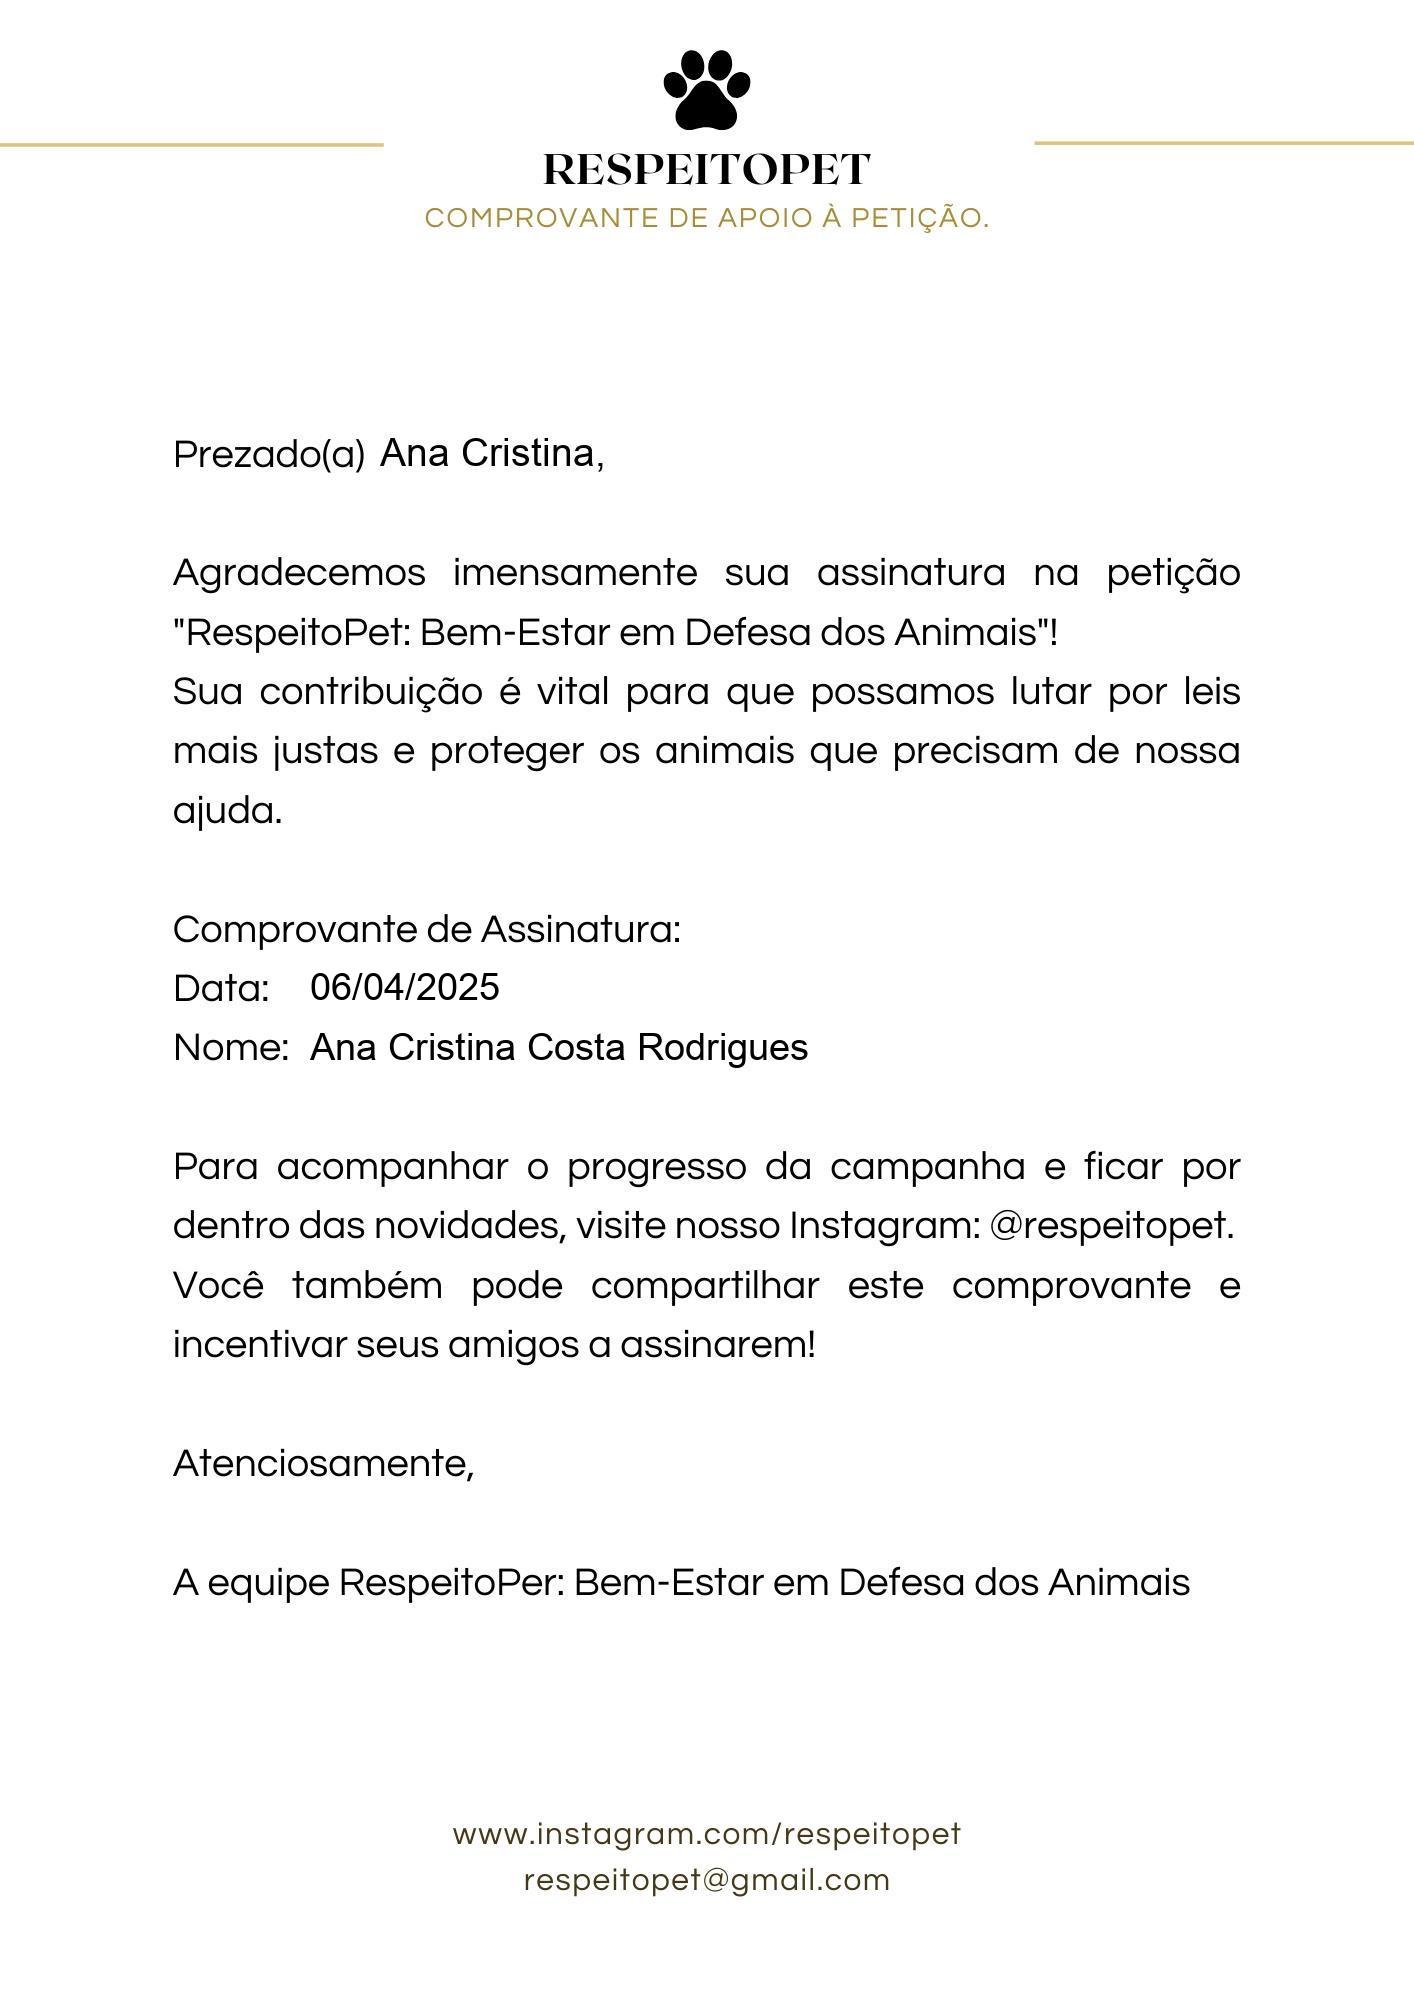 RESPEITOPET
COMPROVANTE DE APOIO À PETIÇÃO.
Prezado(a) Ana Cristina,
Agradecemos imensamente sua assinatura na petição
"RespeitoPet: Bem-Estar em Defesa dos Animais"!
Sua contribuição é vital para que possamos lutar por leis
mais justas e proteger os animais que precisam de nossa
ajuda.
Comprovante de Assinatura:
Data: 06/04/2025
Nome: Ana Cristina Costa Rodrigues
Para acompanhar o progresso da campanha e ficar por
dentro das novidades, visite nosso Instagram: @respeitopet.
Você também pode compartilhar este comprovante e
incentivar seus amigos a assinarem!
Atenciosamente,
A equipe RespeitoPer: Bem-Estar em Defesa dos Animais
www.instagram.com/respeitopet
respeitopet@gmail.com